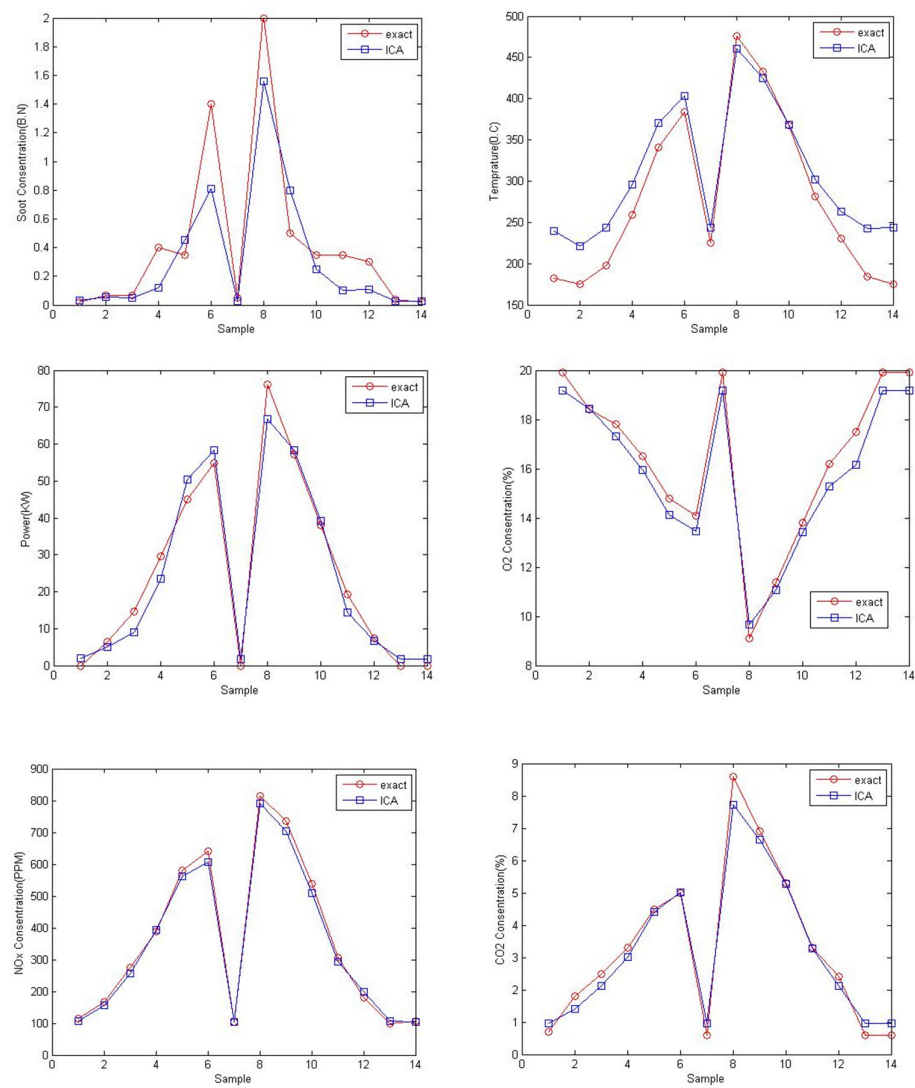 Soot Consentration(B.N)
2
1.8
1.6
1.4
1.2
1
0.8
0.6
0.4
0.2
0
0 2 4 6 8 10 12 14
Sample
exact
ICA
Temprature(0.C)
500
450
400
350
300
250
200
150
0 2 4 6 8 10 12 14
Sample
exact
ICA
Power(KW)
80
70
60
50
40
30
20
10
0
0 2 4 6 8 10 12 14
Sample
exact
ICA
O2 Consentration(%)
20
18
16
14
12
10
8
0 2 4 6 8 10 12 14
Sample
exact
ICA
NOx Consentration(PPM)
900
800
700
600
500
400
300
200
100
0
0 2 4 6 8 10 12 14
Sample
exact
ICA
CO2 Consentration(%)
9
8
7
6
5
4
3
2
1
0
0 2 4 6 8 10 12 14
Sample
exact
ICA